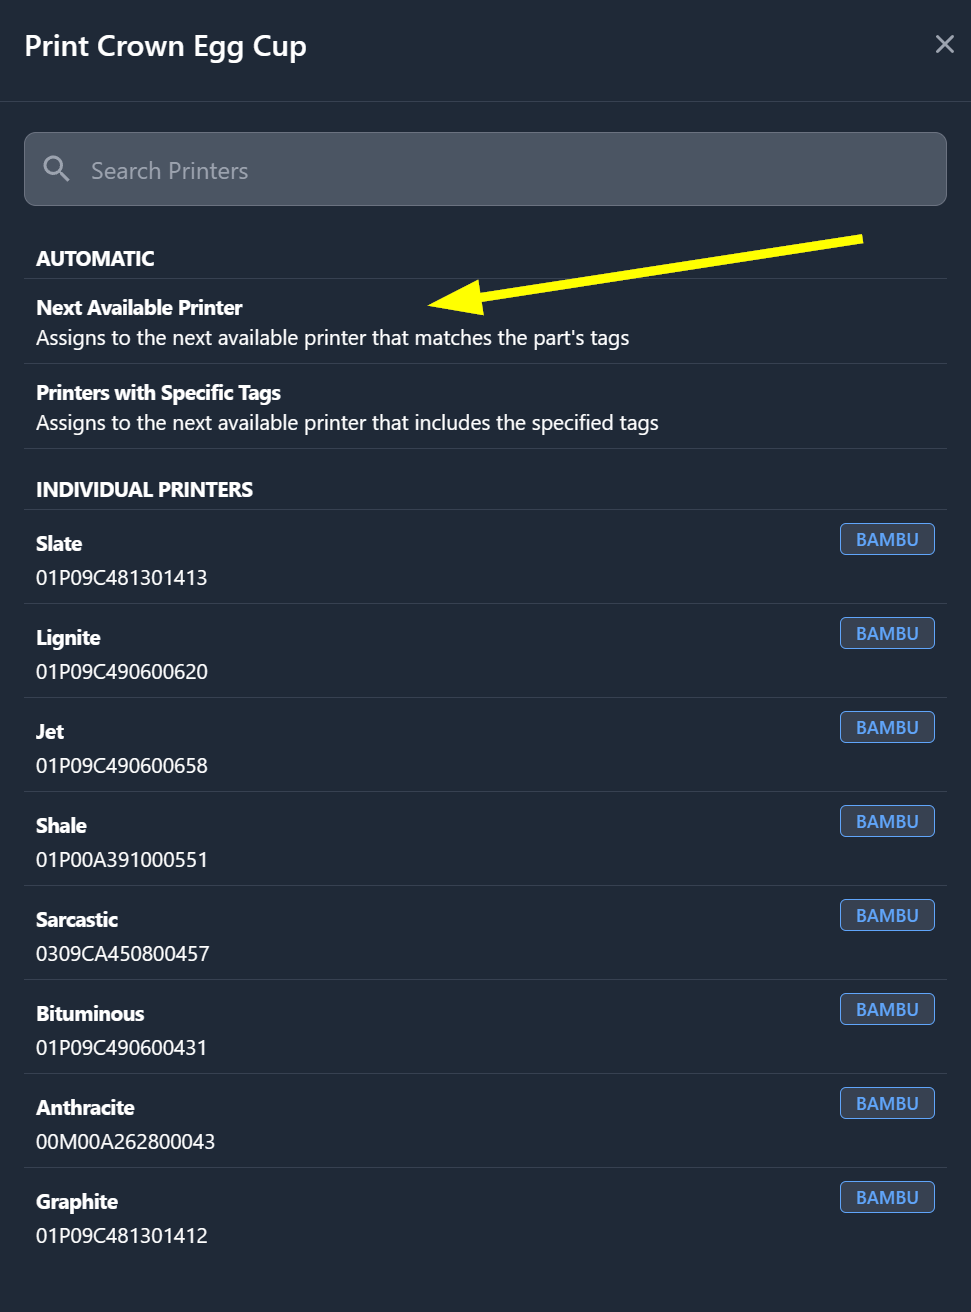 Print Crown Egg Cup
Search Printers
AUTOMATIC
Next Available Printer
Assigns to the next available printer that matches the part's tags
Printers with Specific Tags
Assigns to the next available printer that includes the specified tags
INDIVIDUAL PRINTERS
Slate BAMBU
01P09C481301413
Lignite BAMBU
01P09C490600620
Jet BAMBU
01P09C490600658
Shale BAMBU
01P00A391000551
Sarcastic BAMBU
0309CA450800457
Bituminous BAMBU
01P09C490600431
Anthracite BAMBU
00M00A262800043
Graphite BAMBU
01P09C481301412